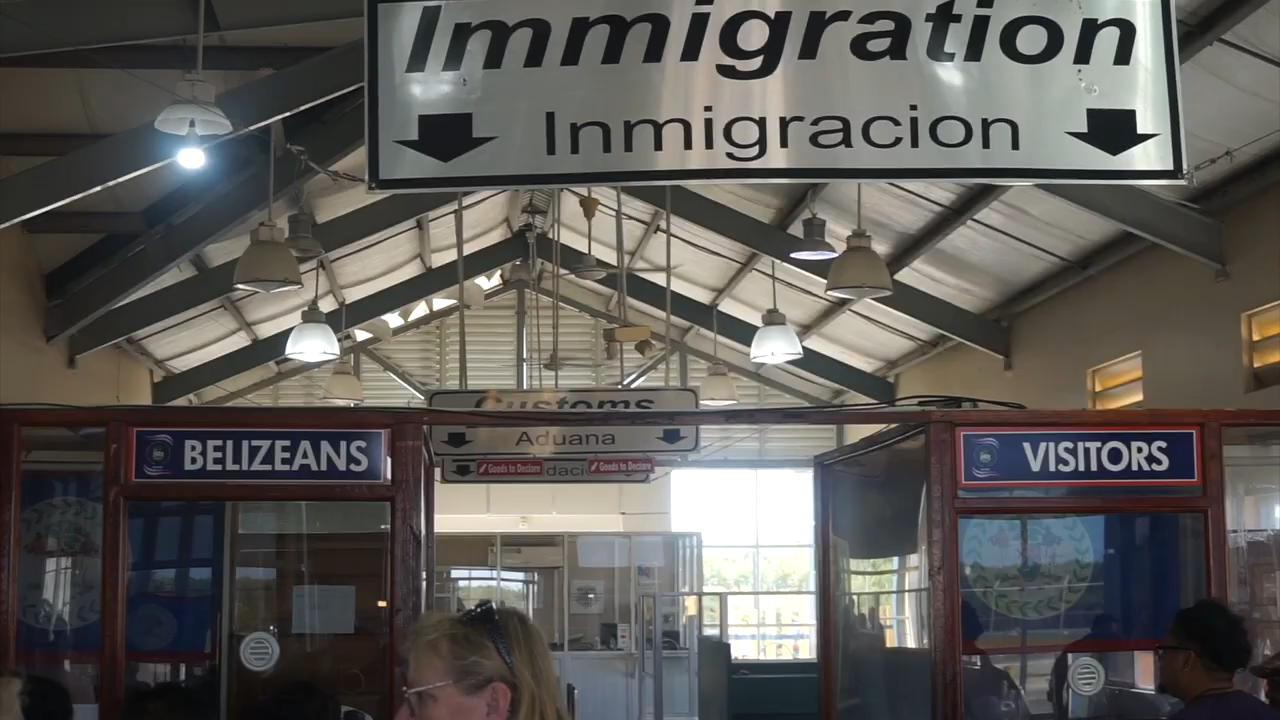 Immigration
Inmigracion
Customs
Aduana
Goods to Declare
Goods to Declare
BELIZEANS
VISITORS